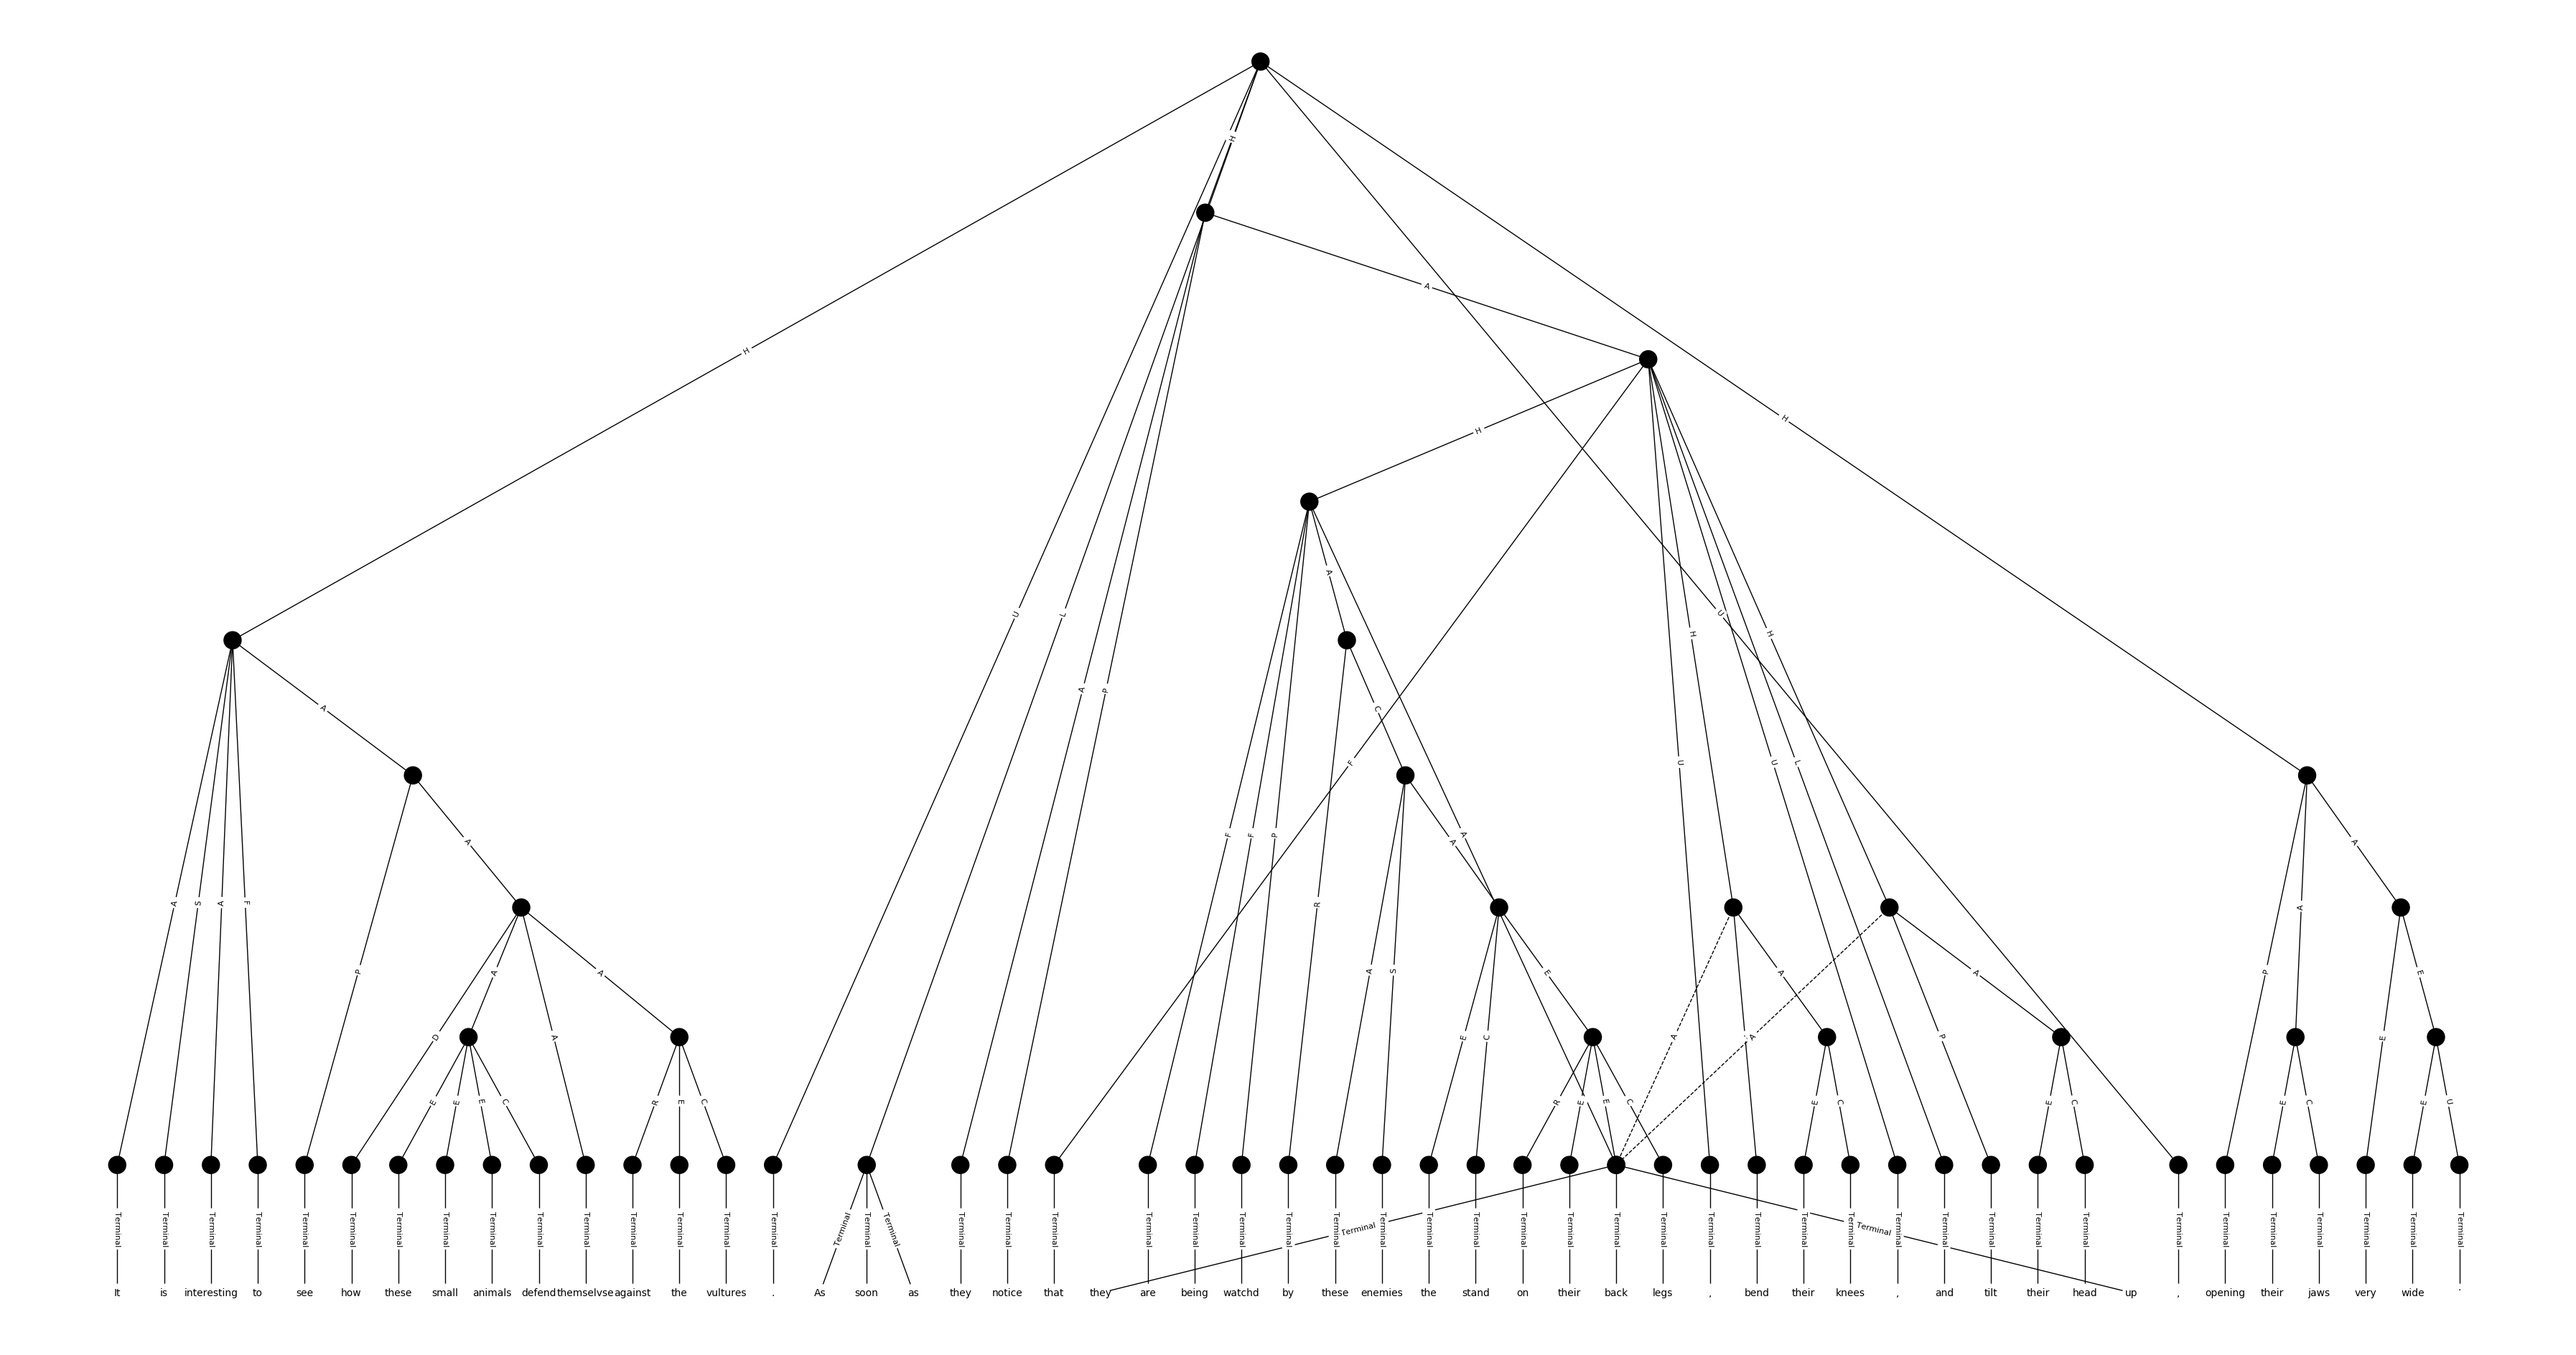 H
H
A
H
H
H
A
U
L
U
H
H
A
A
P
C
F
U
U
L
F
F
P
A
A
A
A
S
A
F
R
A
P
A
A
A
S
E
A
A
P
E
D
A
E
C
A
A
P
E
E
E
E
C
R
E
C
R
E
E
C
E
C
E
C
E
C
E
U
Terminal Terminal Terminal Terminal Terminal Terminal Terminal Terminal Terminal Terminal Terminal Terminal Terminal Terminal Terminal Terminal Terminal Terminal Terminal Terminal Terminal Terminal Terminal Terminal Terminal Terminal Terminal Terminal Terminal Terminal Terminal Terminal Terminal Terminal Terminal Terminal Terminal Terminal Terminal Terminal Terminal Terminal Terminal Terminal Terminal Terminal Terminal Terminal Terminal Terminal
It is interesting to see how these small animals defend themselvse against the vultures . As soon as they notice that they are being watchd by these enemies the stand on their back legs , bend their knees , and tilt their head up , opening their jaws very wide .